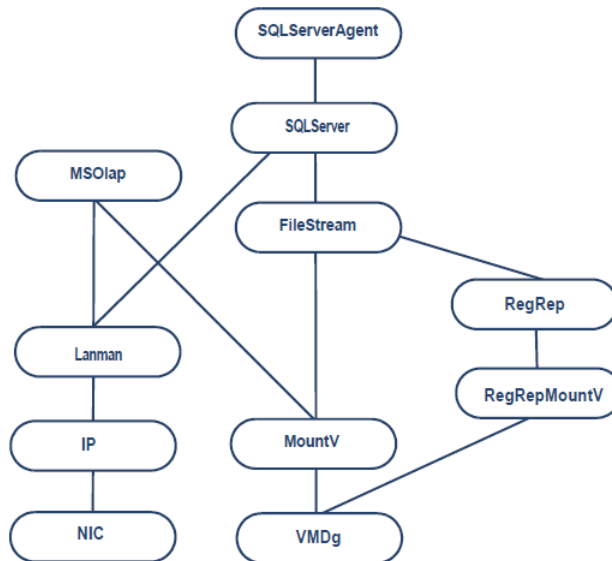 SQLServerAgent
SQLServer
MSOlap
FileStream
RegRep
Lanman
RegRepMountV
IP
MountV
NIC
VMDg